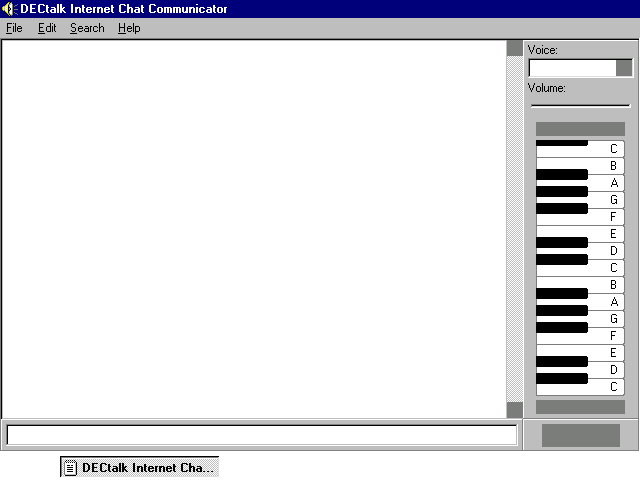 DECtalk Internet Chat Communicator
File Edit Search Help
Voice:
Volume:
C
B
A
G
F
E
D
C
B
A
G
F
E
D
C
DECtalk Internet Cha...